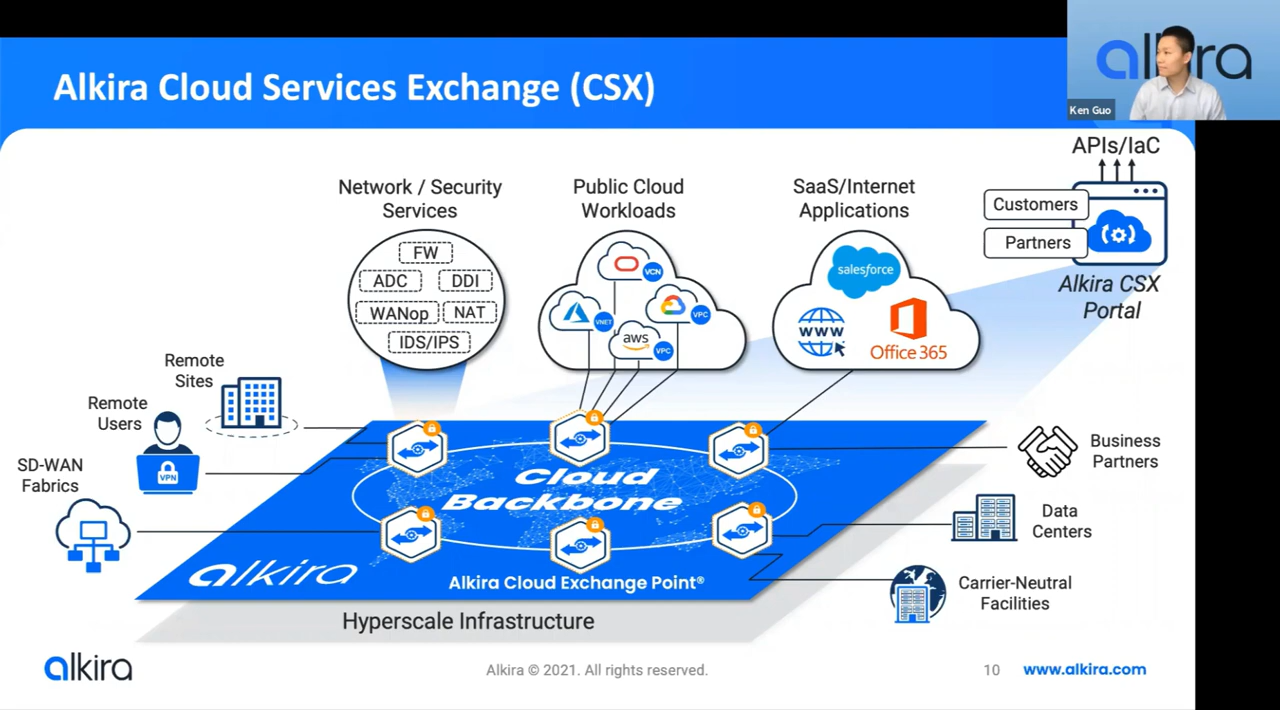 alkira
Ken Guo
Alkira Cloud Services Exchange (CSX)
APIs/IaC
Customers
Partners
Alkira CSX
Portal
Network / Security
Services
FW
ADC
DDI
WANop
NAT
IDS/IPS
Public Cloud
Workloads
VCN
VNET
VPC
aws
VPC
SaaS/Internet
Applications
salesforce
WWW
Office 365
Remote
Sites
Remote
Users
VPN
SD-WAN
Fabrics
Business
Partners
Data
Centers
Carrier-Neutral
Facilities
Cloud
Backbone
alkira
Alkira Cloud Exchange Point®
Hyperscale Infrastructure
alkira
Alkira © 2021. All rights reserved.
10
www.alkira.com